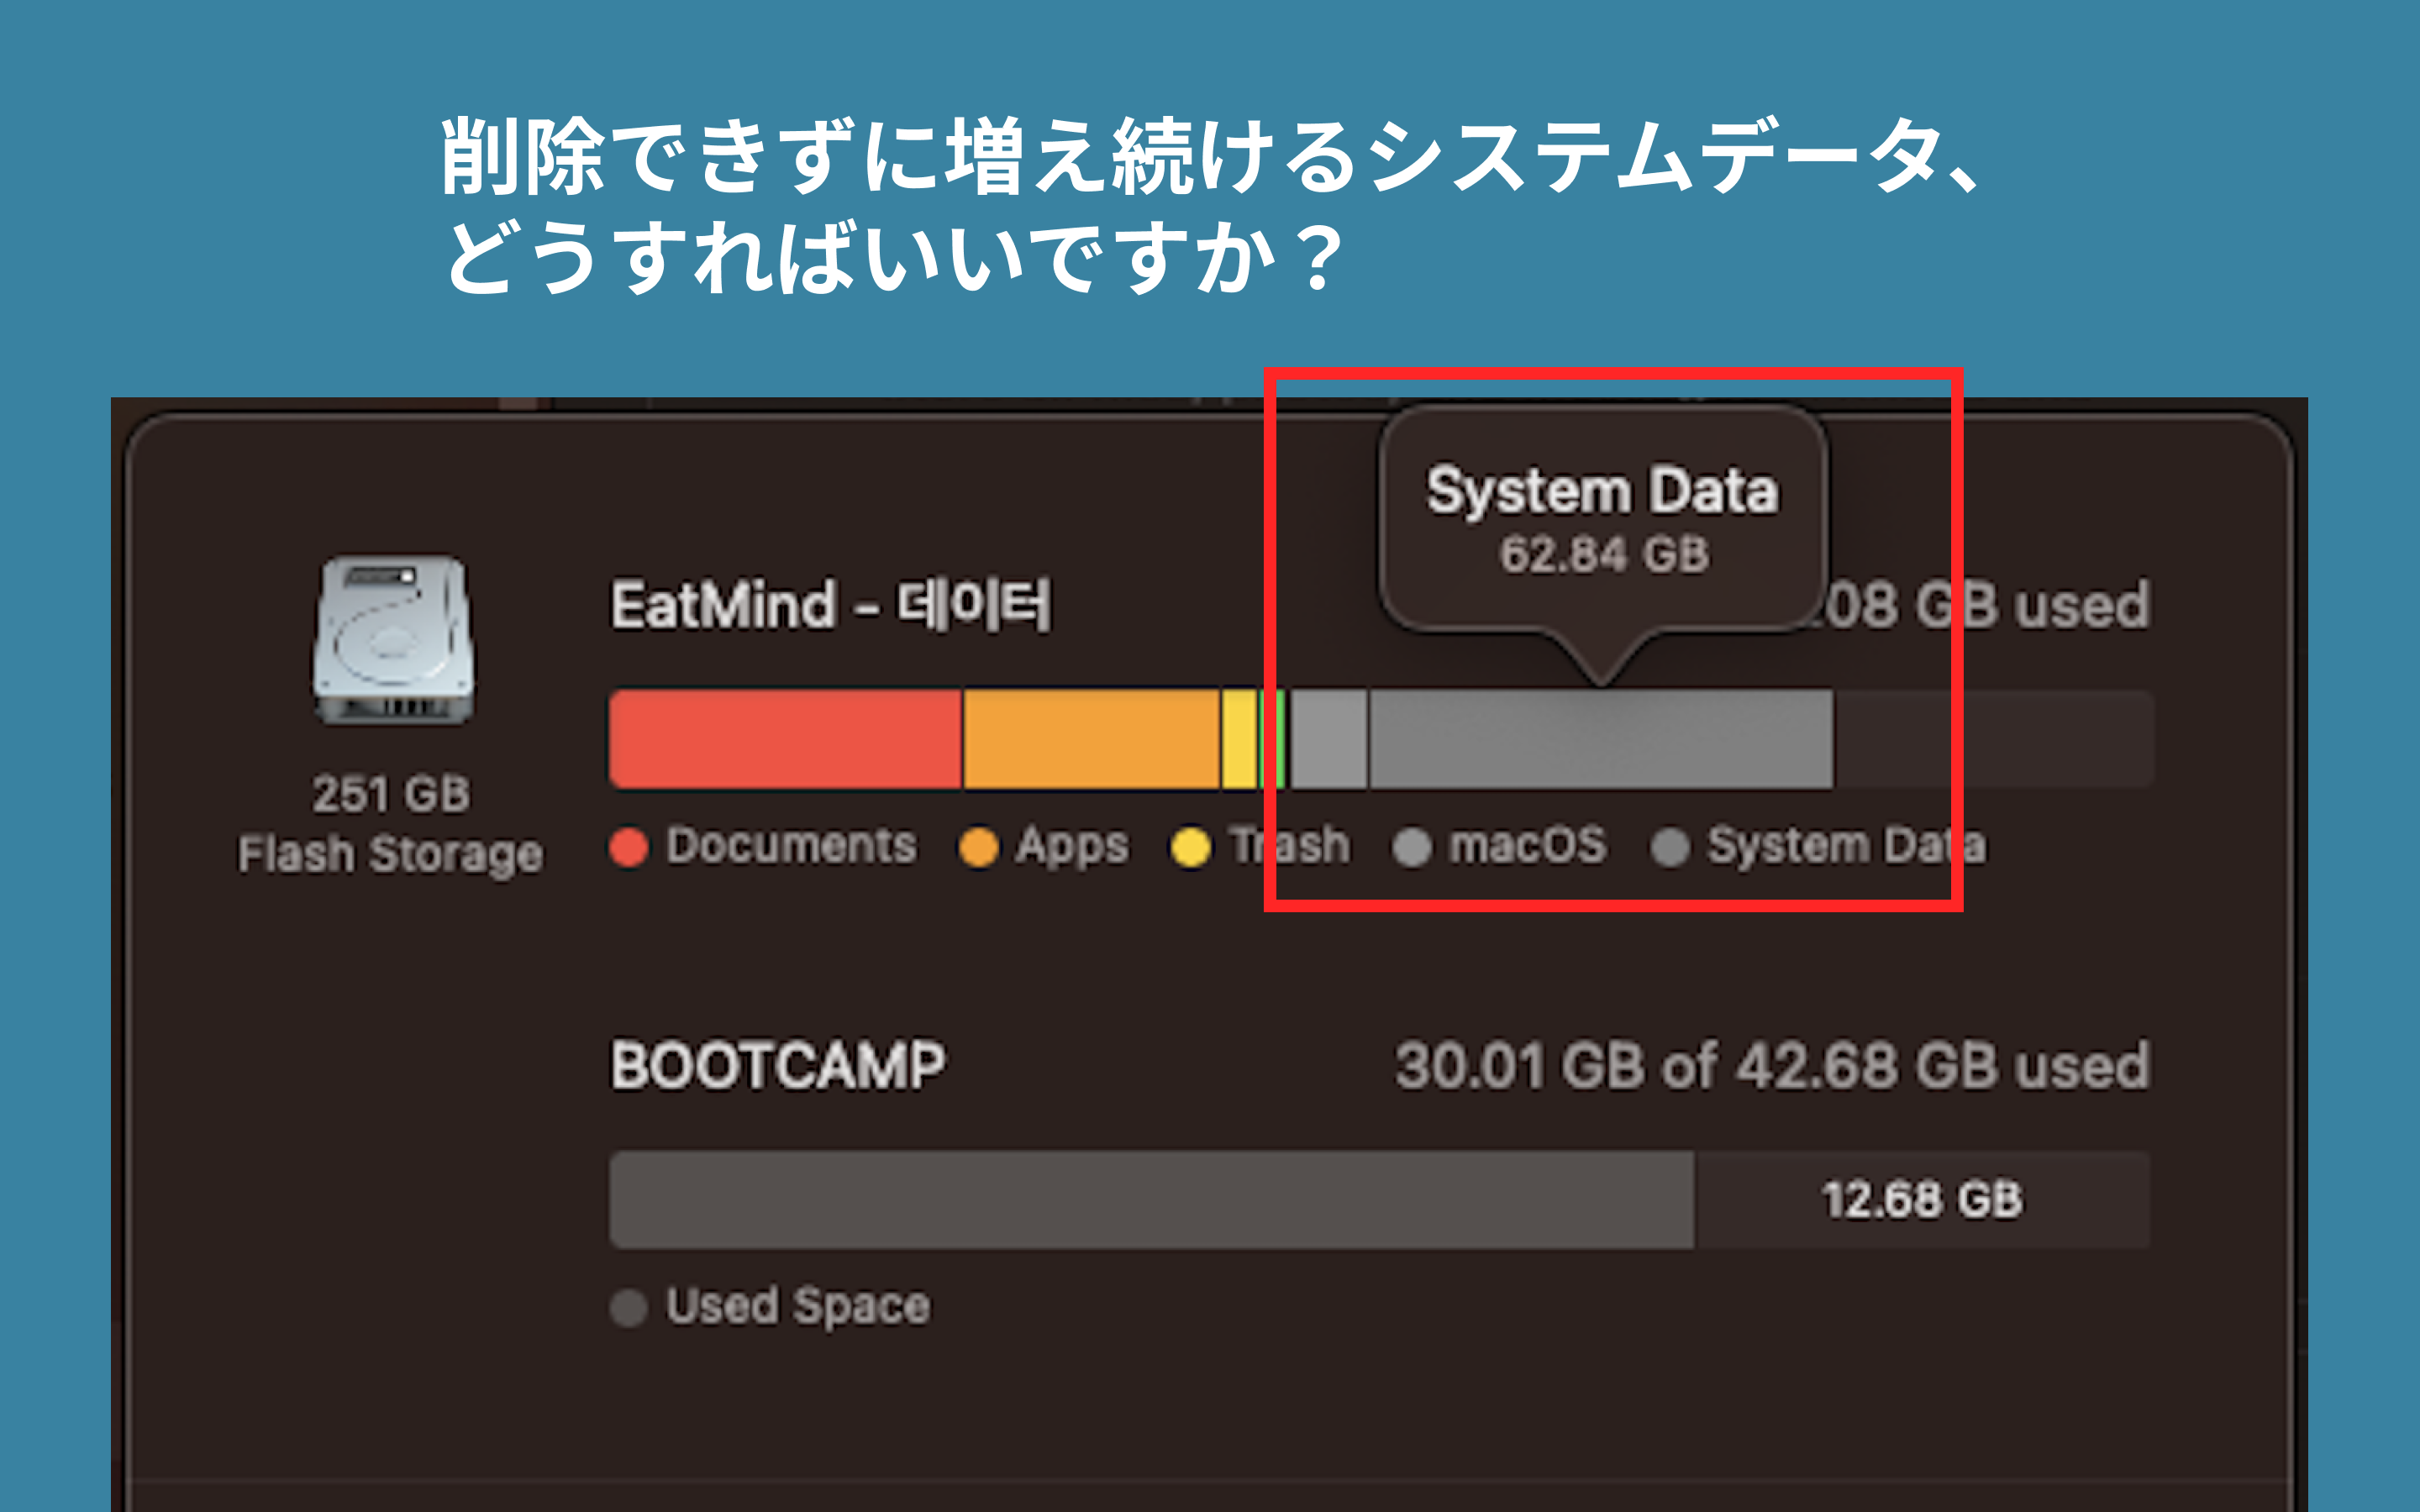 削除できずに増え続けるシステムデータ、
どうすればいいですか？
System Data
62.84 GB
EatMind - 데이터
08 GB used
251 GB
Flash Storage
Documents
Apps
Trash
macOS
System Data
BOOTCAMP
30.01 GB of 42.68 GB used
12.68 GB
Used Space